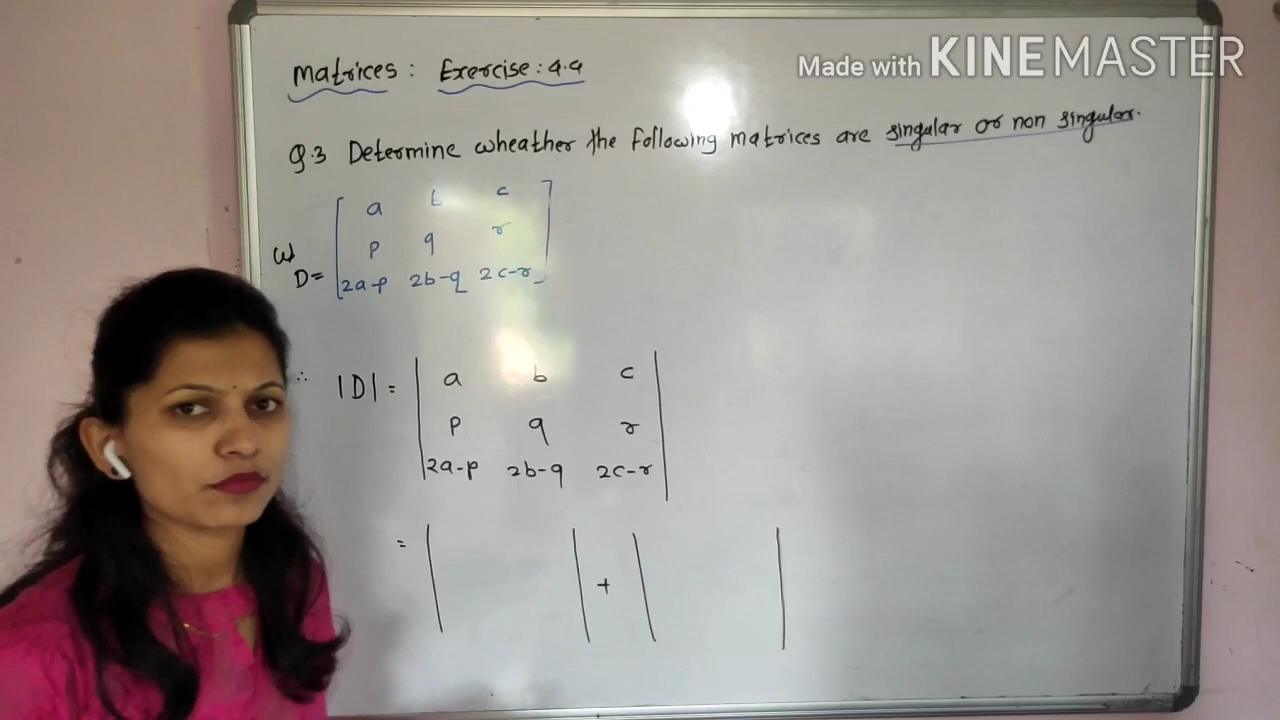 Made with KINEMASTER
Matrices: Exercise: 4.4
Q.3 Determine wheather the following matrices are singular or non singular.
a b c
p q r
D= 2a-p 2b-q 2c-r
∴ |D| = a b c
p q r
2a-p 2b-q 2c-r
= | | + | |